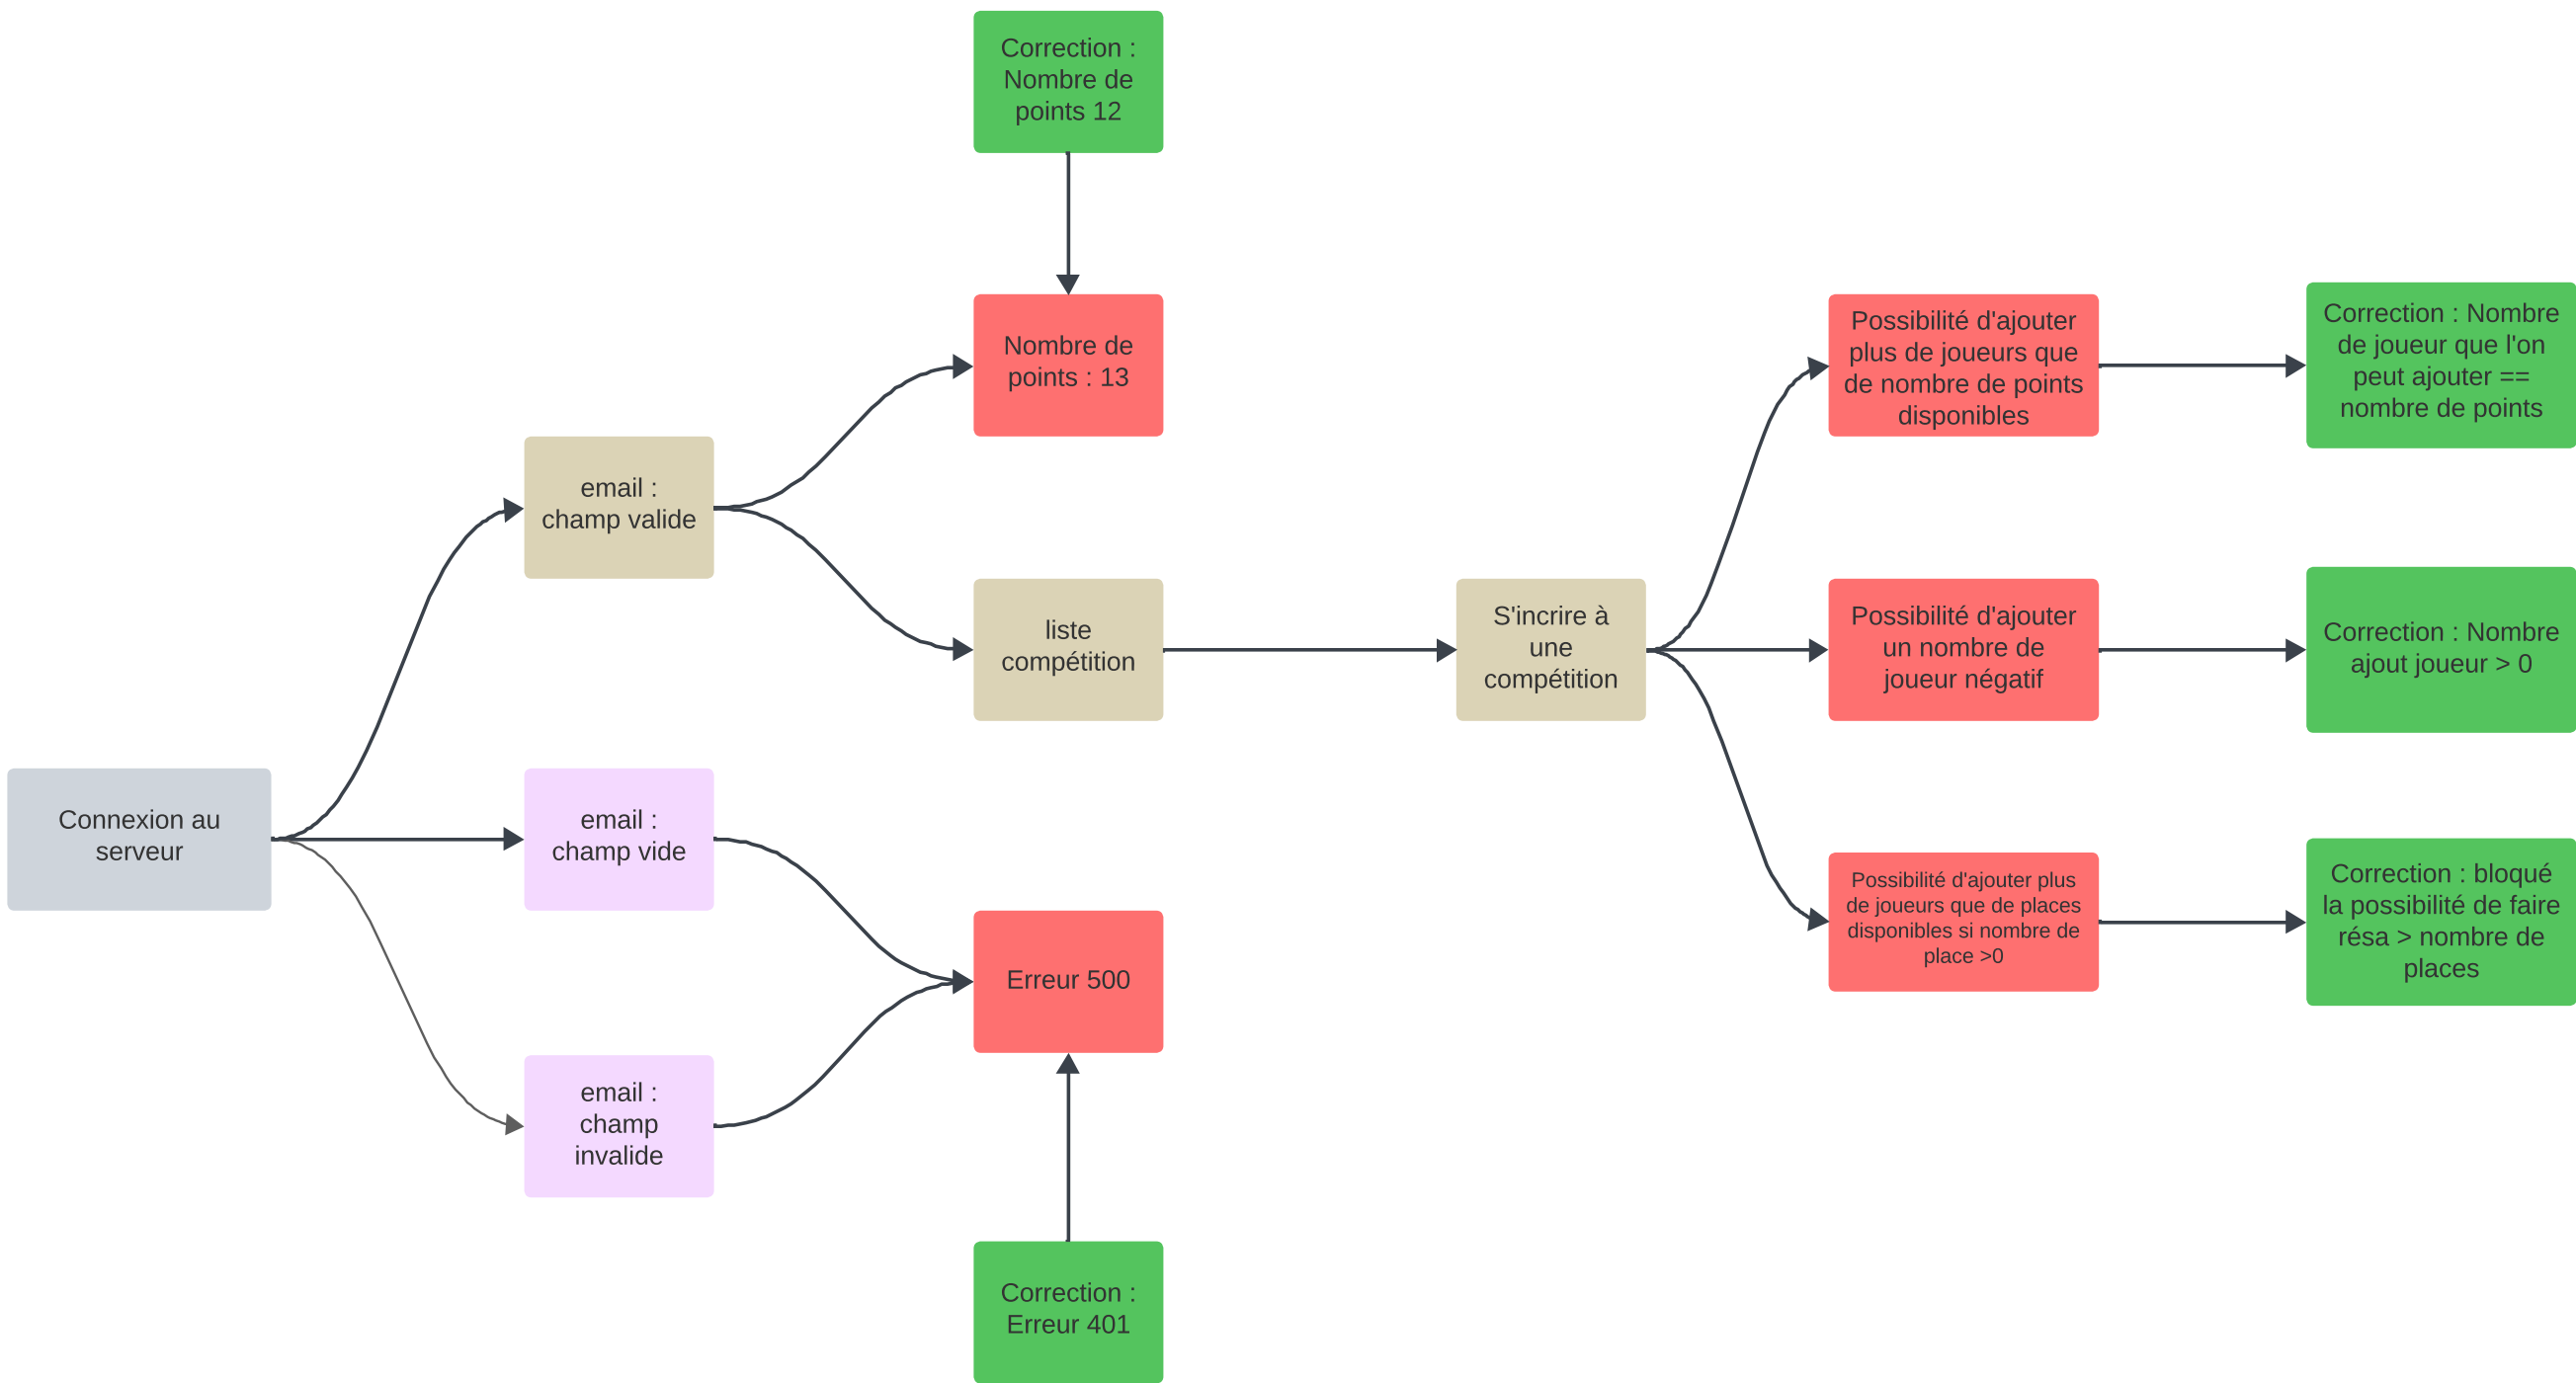 Correction :
Nombre de
points 12
Nombre de
points : 13
Possibilité d'ajouter
plus de joueurs que
de nombre de points
disponibles
Correction : Nombre
de joueur que l'on
peut ajouter ==
nombre de points
email :
champ valide
liste
compétition
S'incrire à
une
compétition
Possibilité d'ajouter
un nombre de
joueur négatif
Correction : Nombre
ajout joueur > 0
Connexion au
serveur
email :
champ vide
Possibilité d'ajouter plus
de joueurs que de places
disponibles si nombre de
place >0
Correction : bloqué
la possibilité de faire
résa > nombre de
places
Erreur 500
email :
champ
invalide
Correction :
Erreur 401